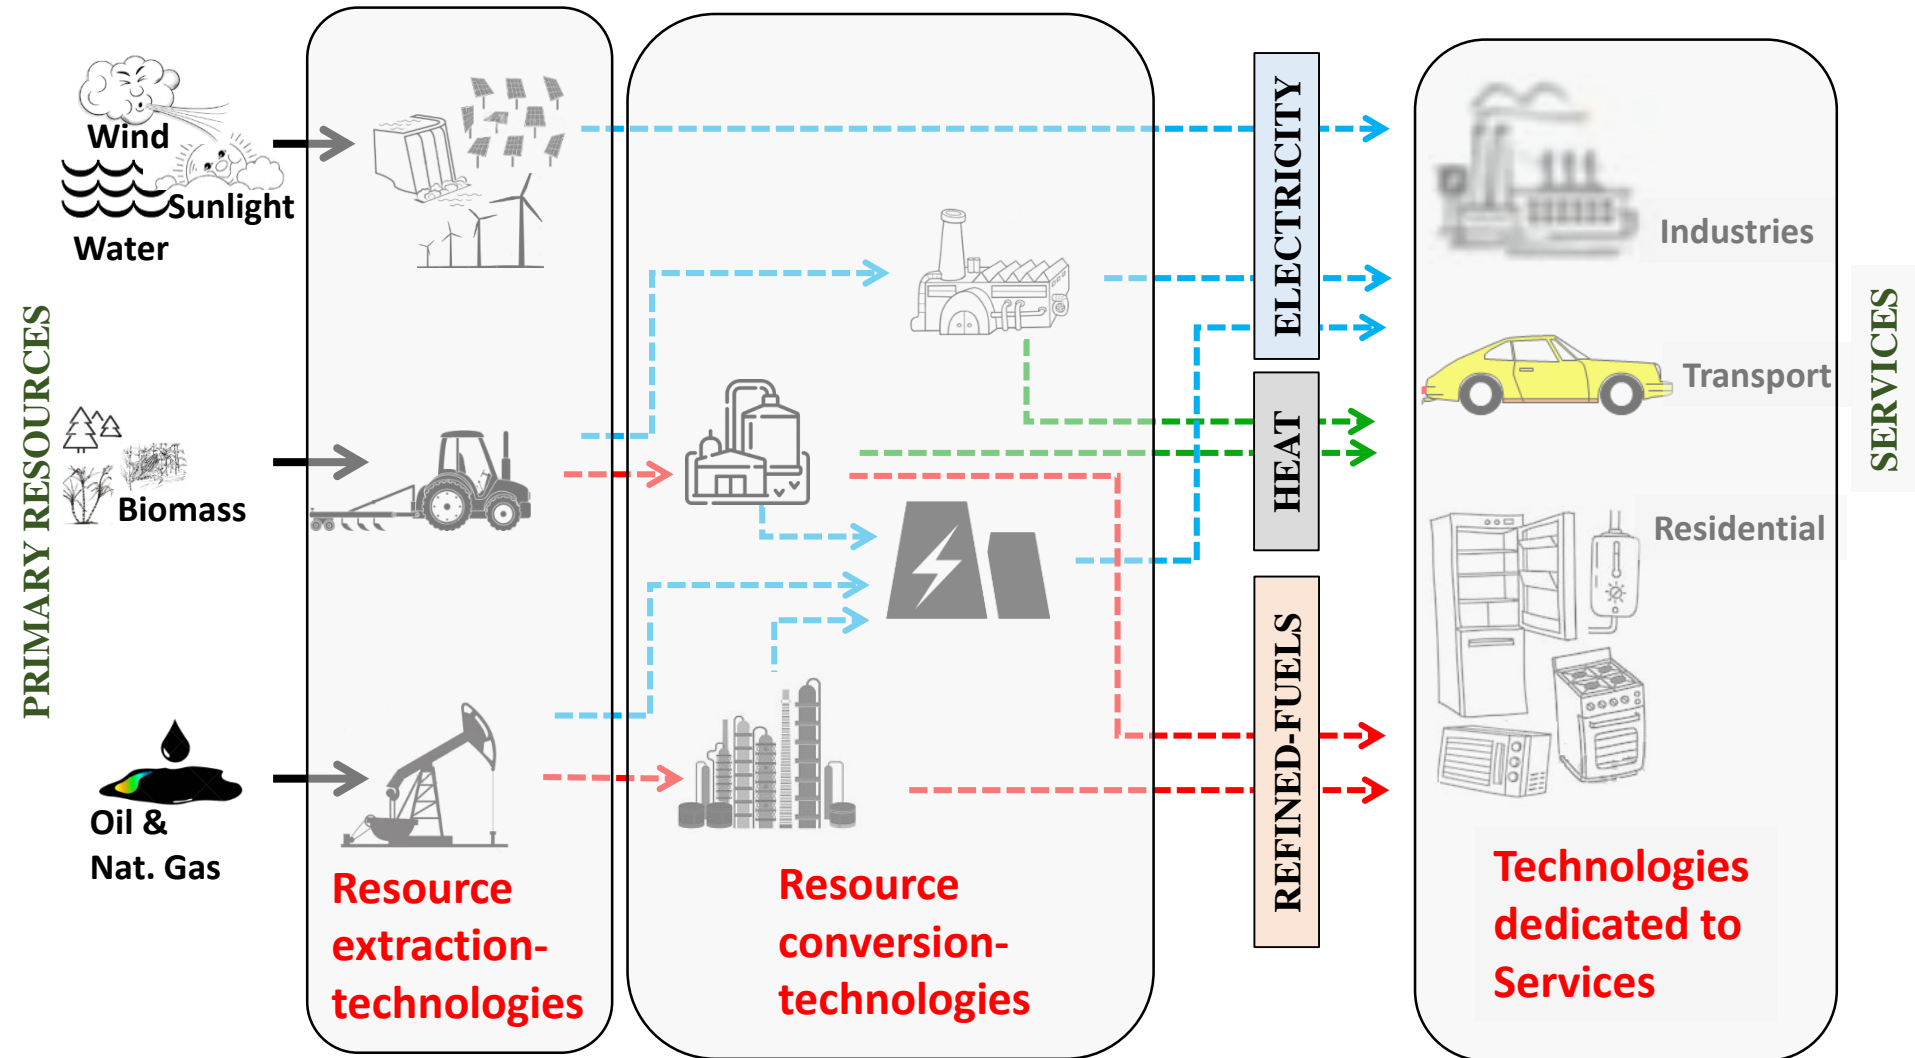 PRIMARY RESOURCES
Wind
Sunlight
Water
Biomass
Oil &
Nat. Gas
Resource
extraction-
technologies
Resource
conversion-
technologies
ELECTRICITY
HEAT
REFINED-FUELS
Industries
Transport
Residential
Technologies
dedicated to
Services
SERVICES